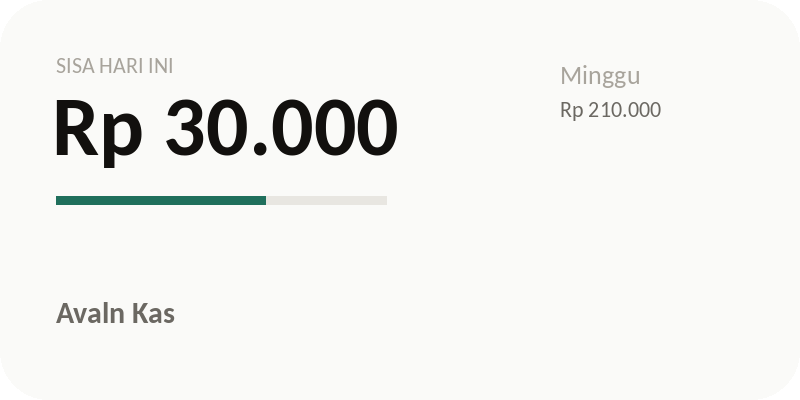 SISA HARI INI
Rp 30.000
Minggu
Rp 210.000
Avaln Kas